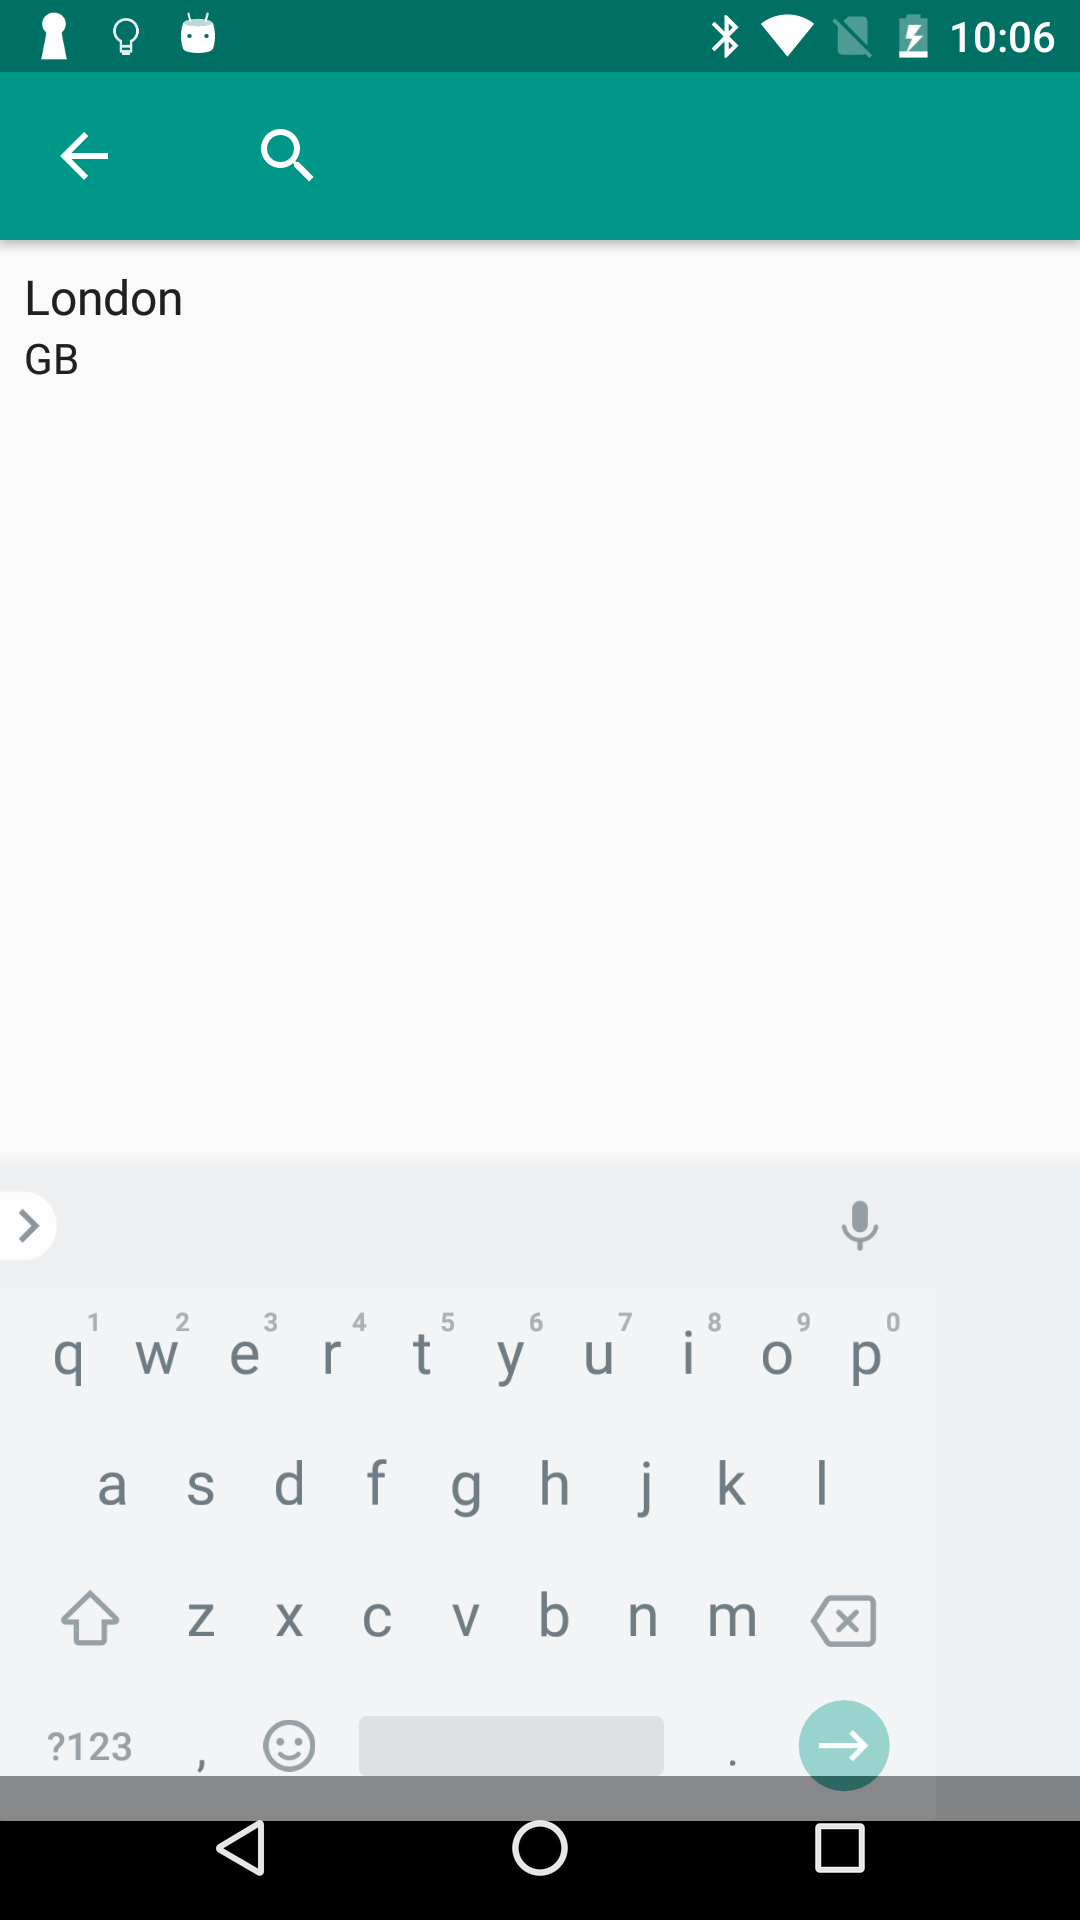 10:06
London
GB
1 2 3 4 5 6 7 8 9 0
q w e r t y u i o p
a s d f g h j k l
z x c v b n m
?123 , .